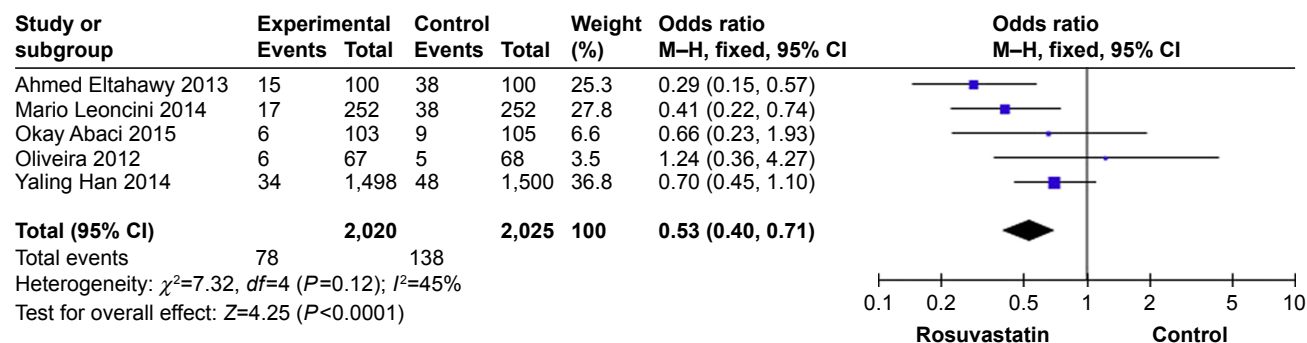 Study or Experimental Control Weight Odds ratio Odds ratio
subgroup Events Total Events Total (%) M–H, fixed, 95% CI M–H, fixed, 95% CI
Ahmed Eltahawy 2013 15 100 38 100 25.3 0.29 (0.15, 0.57)
Mario Leoncini 2014 17 252 38 252 27.8 0.41 (0.22, 0.74)
Okay Abaci 2015 6 103 9 105 6.6 0.66 (0.23, 1.93)
Oliveira 2012 6 67 5 68 3.5 1.24 (0.36, 4.27)
Yaling Han 2014 34 1,498 48 1,500 36.8 0.70 (0.45, 1.10)
Total (95% CI) 2,020 2,025 100 0.53 (0.40, 0.71)
Total events 78 138
Heterogeneity: χ²=7.32, df=4 (P=0.12); I²=45%
Test for overall effect: Z=4.25 (P<0.0001)
0.1 0.2 0.5 1 2 5 10
Rosuvastatin Control